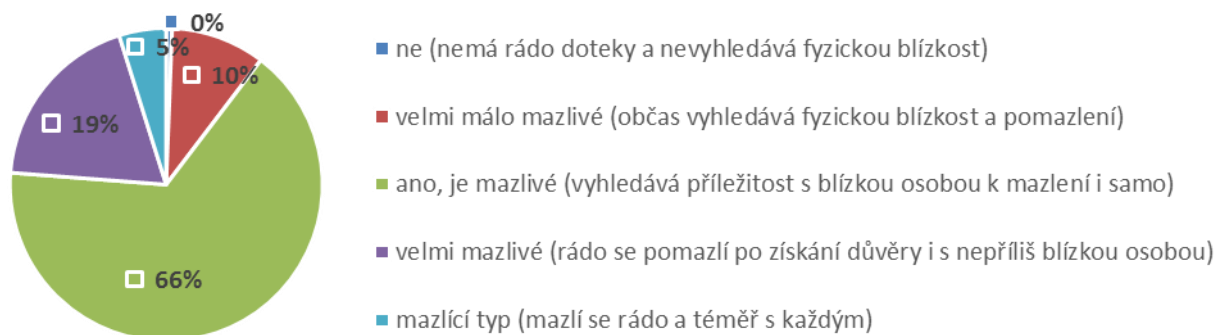 0%
5%
10%
19%
66%
ne (nemá rádo doteky a nevyhledává fyzickou blízkost)
velmi málo mazlivé (občas vyhledává fyzickou blízkost a pomazlení)
ano, je mazlivé (vyhledává příležitost s blízkou osobou k mazlení i samo)
velmi mazlivé (rádo se pomazlí po získání důvěry i s nepříliš blízkou osobou)
mazlící typ (mazlí se rádo a téměř s každým)